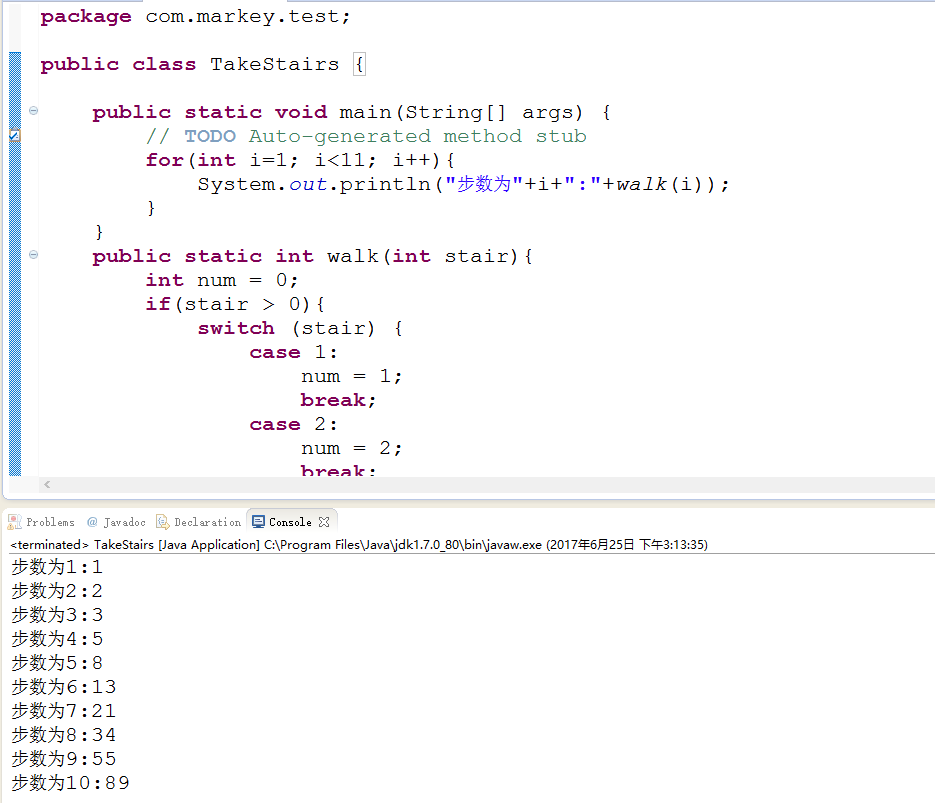 package com.markey.test;
public class TakeStairs {
public static void main(String[] args) {
// TODO Auto-generated method stub
for(int i=1; i<11; i++){
System.out.println("步数为"+i+":"+walk(i));
}
}
public static int walk(int stair){
int num = 0;
if(stair > 0){
switch (stair) {
case 1:
num = 1;
break;
case 2:
num = 2;
break;
Problems @ Javadoc Declaration Console
<terminated> TakeStairs [Java Application] C:\Program Files\Java\jdk1.7.0_80\bin\javaw.exe (2017年6月25日 下午3:13:35)
步数为1:1
步数为2:2
步数为3:3
步数为4:5
步数为5:8
步数为6:13
步数为7:21
步数为8:34
步数为9:55
步数为10:89